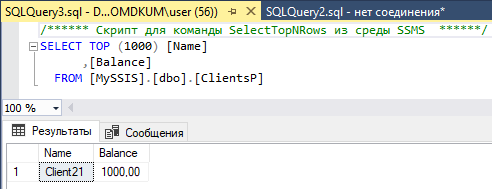 SQLQuery3.sql - D...OMDKUM\user (56))
SQLQuery2.sql - нет соединения*
/****** Скрипт для команды SelectTopNRows из среды SSMS ******/
SELECT TOP (1000) [Name]
,[Balance]
FROM [MySSIS].[dbo].[ClientsP]
100 %
Результаты
Сообщения
Name Balance
1 Client21 1000,00